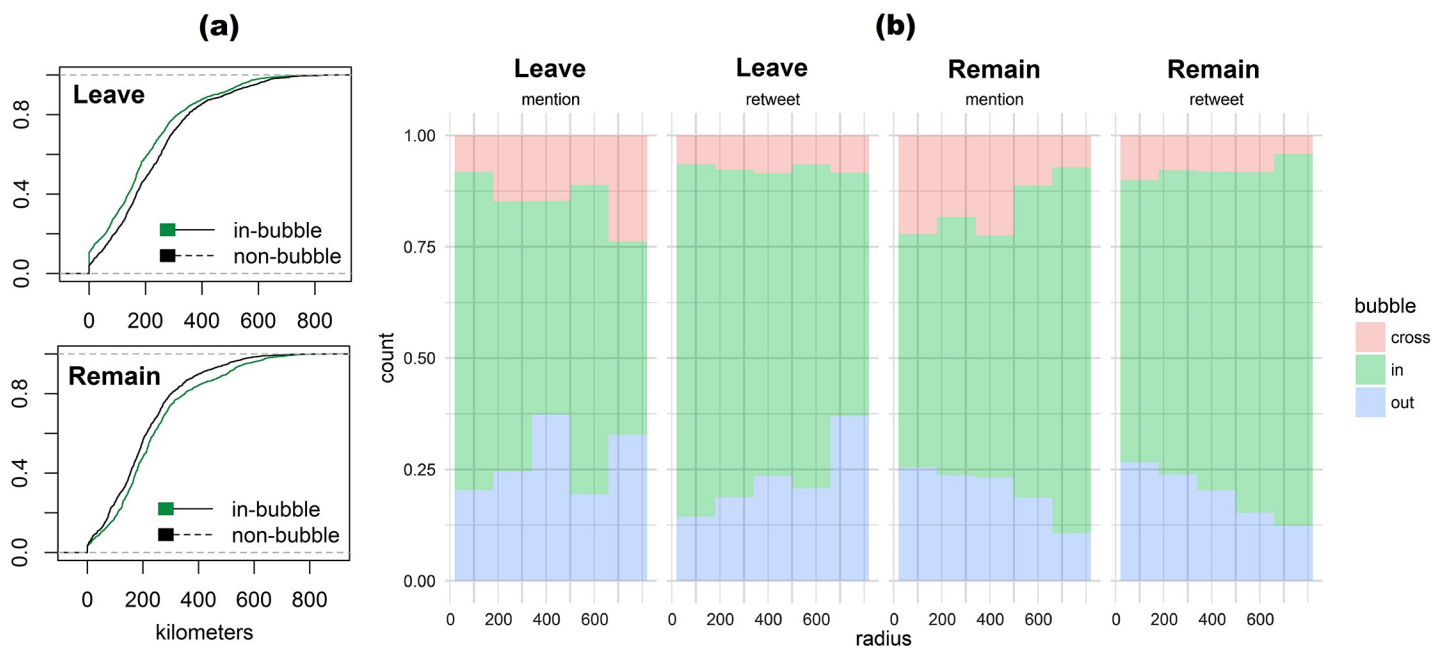 (a)
Leave
0.8
0.4
0.0
in-bubble
non-bubble
0 200 400 600 800
Remain
0.8
0.4
0.0
in-bubble
non-bubble
0 200 400 600 800
kilometers
(b)
Leave Leave Remain Remain
mention retweet mention retweet
1.00
0.75
0.50
0.25
0.00
count
0 200 400 600 0 200 400 600 0 200 400 600 0 200 400 600
radius
bubble
cross
in
out